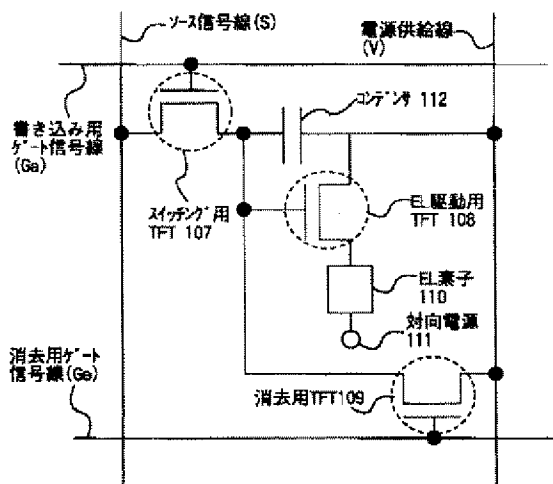 ソース信号線(S)
電源供給線
(V)
コンデンサ 112
書き込み用
ゲート信号線
(Ga)
スイッチング用
TFT 107
EL駆動用
TFT 108
EL素子
110
対向電源
111
消去用ゲート
信号線(Ge)
消去用TFT109